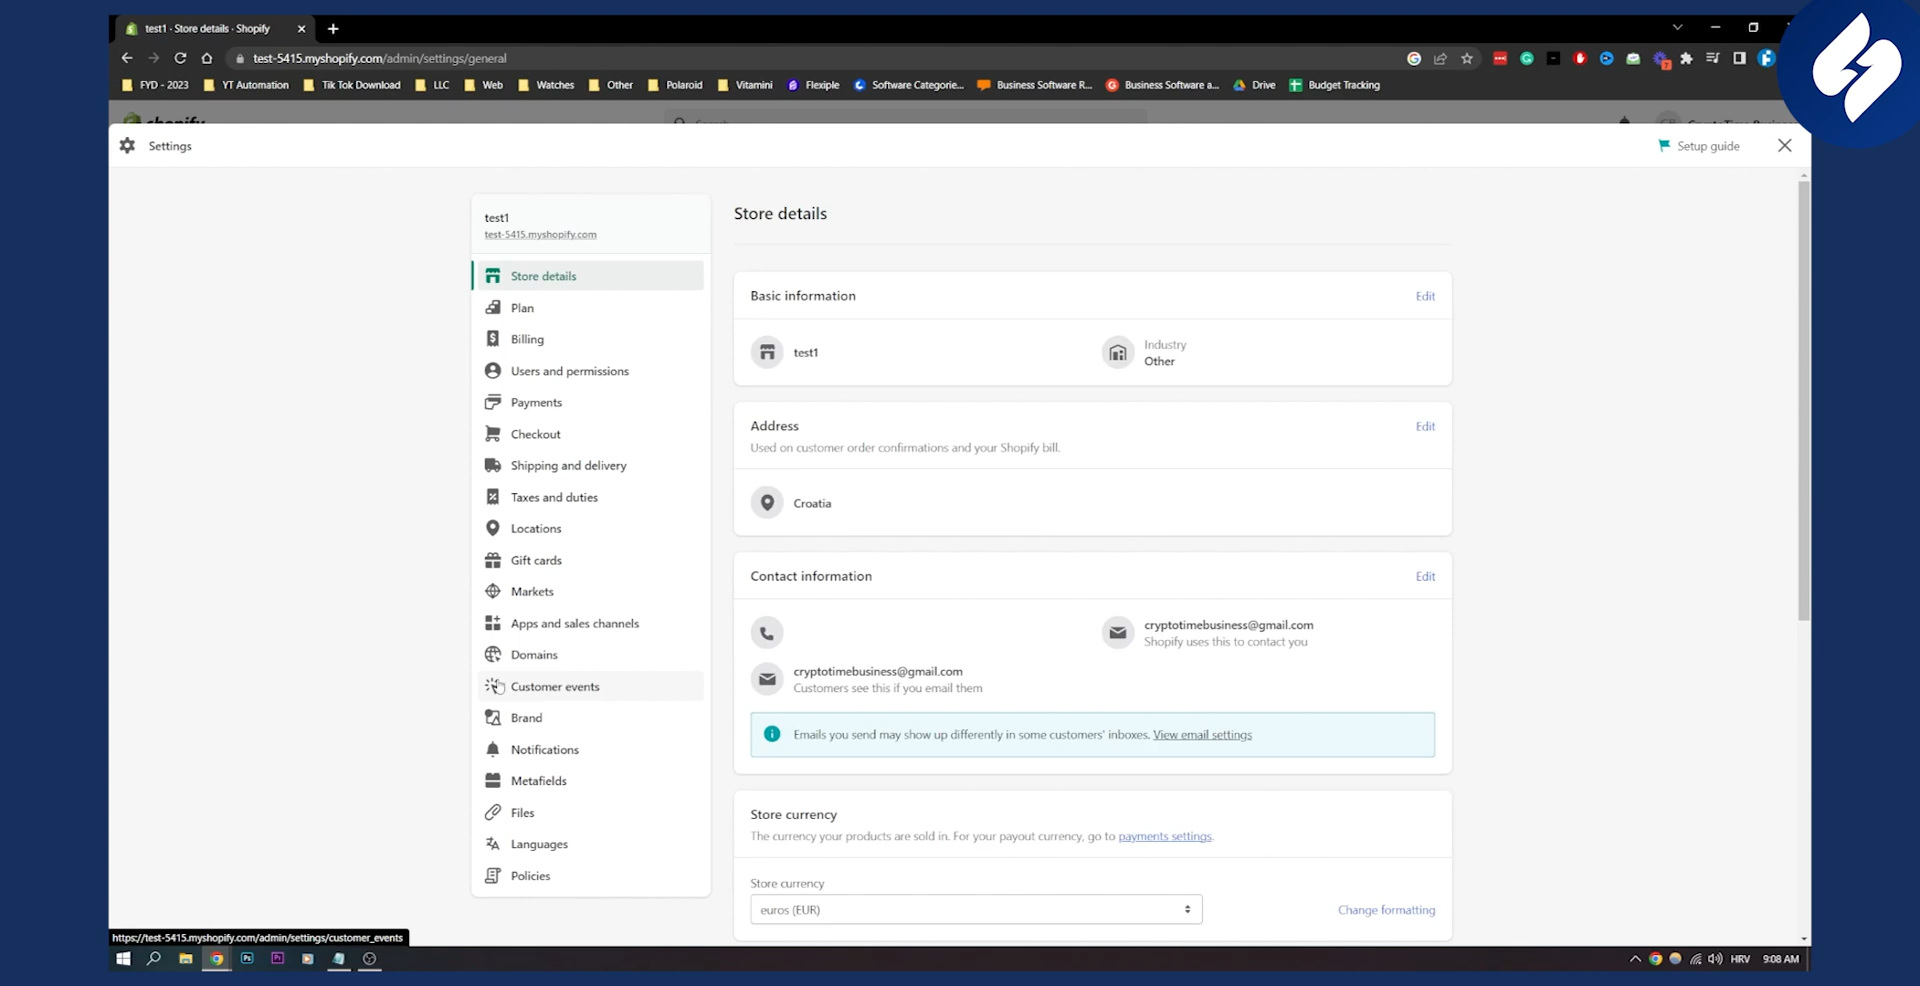 test1 · Store details · Shopify
test-5415.myshopify.com/admin/settings/general
FYD - 2023
YT Automation
Tik Tok Download
LLC
Web
Watches
Other
Polaroid
Vitamini
Flexiple
Software Categorie...
Business Software R...
Business Software a...
Drive
Budget Tracking
shopify
Search
Settings
Setup guide
test1
test-5415.myshopify.com
Store details
Plan
Billing
Users and permissions
Payments
Checkout
Shipping and delivery
Taxes and duties
Locations
Gift cards
Markets
Apps and sales channels
Domains
Customer events
Brand
Notifications
Metafields
Files
Languages
Policies
Store details
Basic information
Edit
test1
Industry
Other
Address
Edit
Used on customer order confirmations and your Shopify bill.
Croatia
Contact information
Edit
cryptotimebusiness@gmail.com
Shopify uses this to contact you
cryptotimebusiness@gmail.com
Customers see this if you email them
Emails you send may show up differently in some customers' inboxes. View email settings
Store currency
The currency your products are sold in. For your payout currency, go to payments settings.
Store currency
euros (EUR)
Change formatting
https://test-5415.myshopify.com/admin/settings/customer_events
HRV
9:08 AM